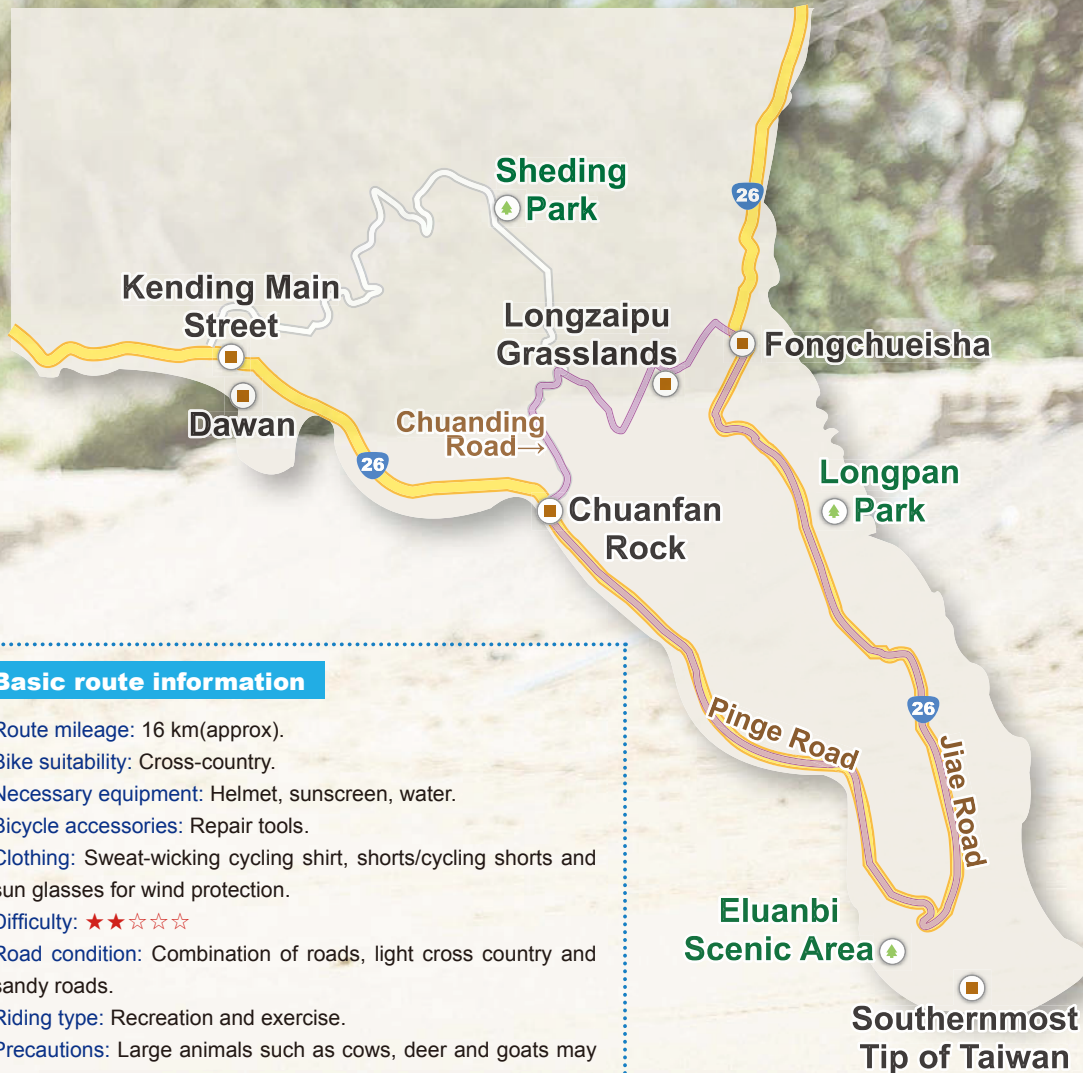 Sheding
Park
26
Kending Main
Street
Longzaipu
Grasslands
Fongchueisha
Dawan
Chuanding
Road→
26
Longpan
Park
Chuanfan
Rock
Pinge Road
26
Jiae Road
Eluanbi
Scenic Area
Southernmost
Tip of Taiwan
Basic route information
Route mileage: 16 km(approx).
Bike suitability: Cross-country.
Necessary equipment: Helmet, sunscreen, water.
Bicycle accessories: Repair tools.
Clothing: Sweat-wicking cycling shirt, shorts/cycling shorts and
sun glasses for wind protection.
Difficulty: ★★☆☆☆
Road condition: Combination of roads, light cross country and
sandy roads.
Riding type: Recreation and exercise.
Precautions: Large animals such as cows, deer and goats may